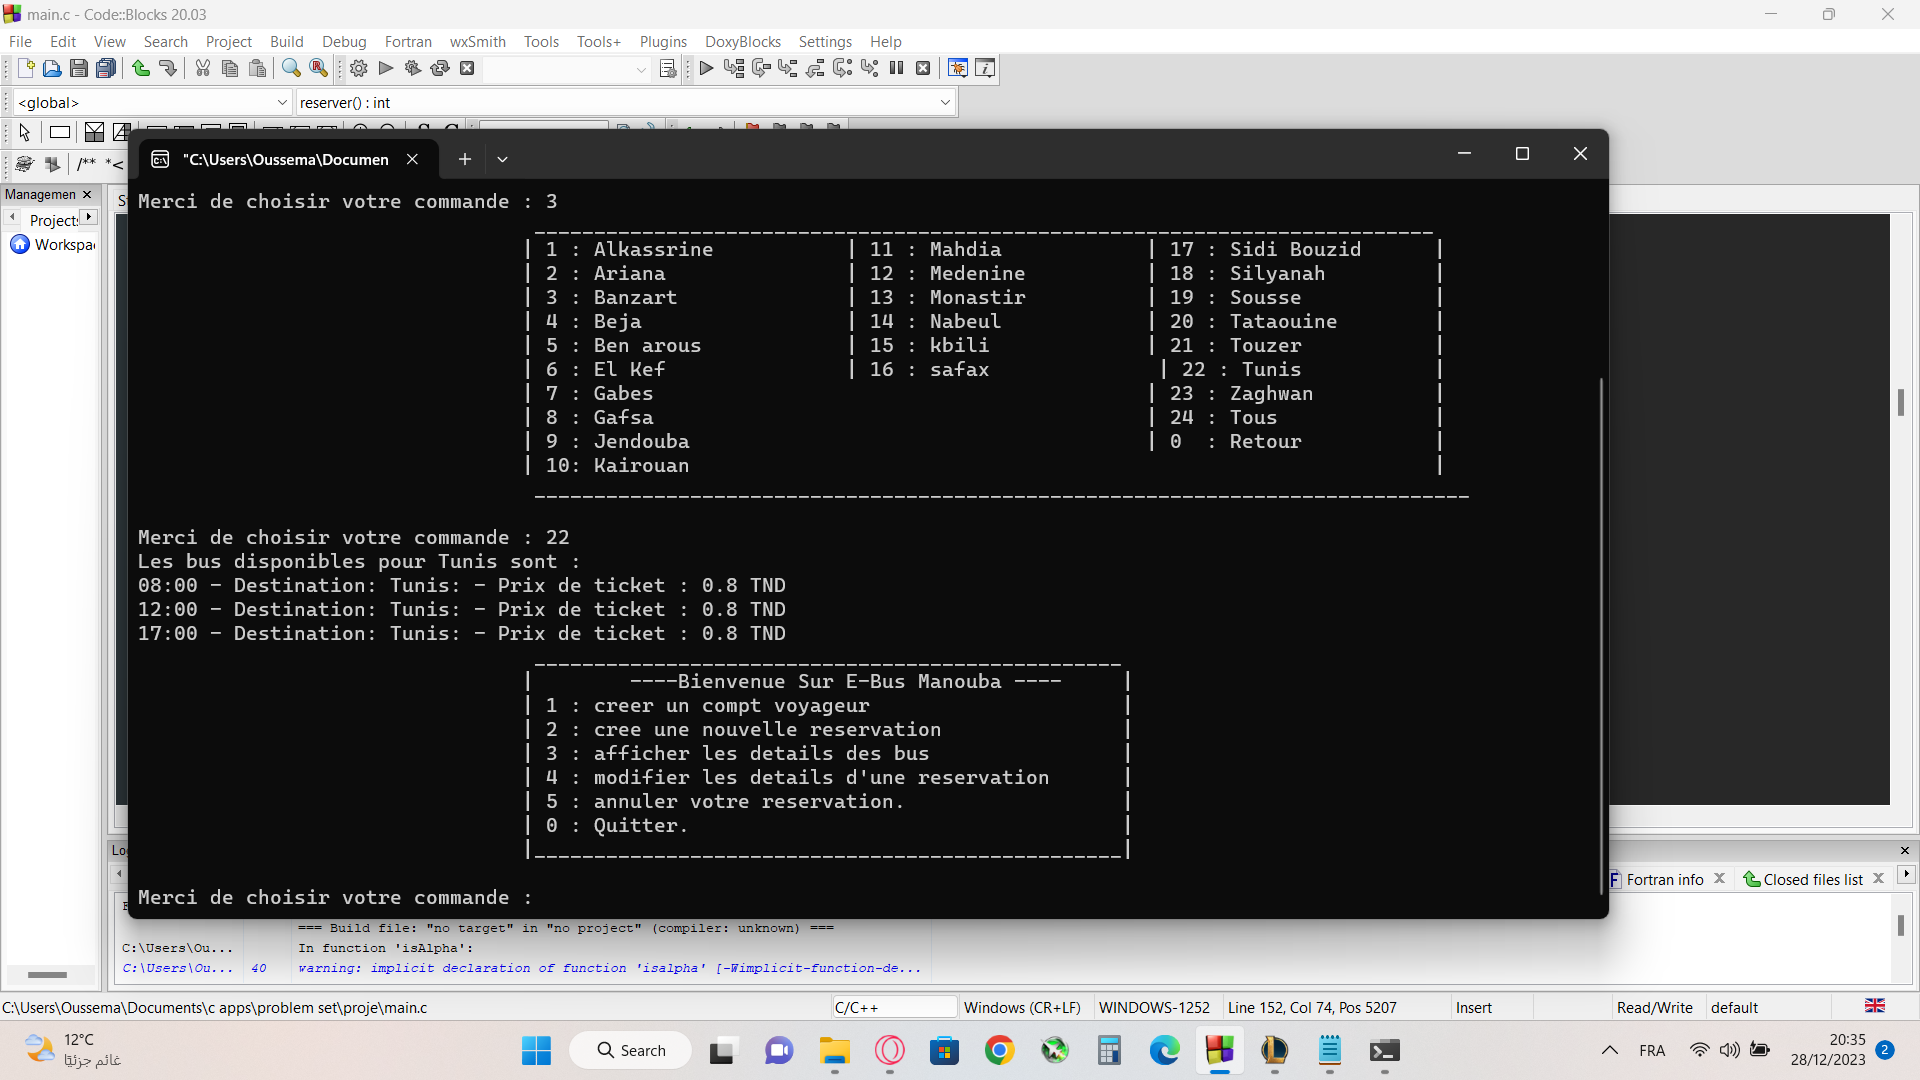 main.c - Code::Blocks 20.03
File Edit View Search Project Build Debug Fortran wxSmith Tools Tools+ Plugins DoxyBlocks Settings Help
<global> reserver() : int
/** *<
"C:\Users\Oussema\Documen
Managemen
Projects
Workspa
Merci de choisir votre commande : 3
| 1 : Alkassrine | 11 : Mahdia | 17 : Sidi Bouzid |
| 2 : Ariana | 12 : Medenine | 18 : Silyanah |
| 3 : Banzart | 13 : Monastir | 19 : Sousse |
| 4 : Beja | 14 : Nabeul | 20 : Tataouine |
| 5 : Ben arous | 15 : kbili | 21 : Touzer |
| 6 : El Kef | 16 : safax | 22 : Tunis |
| 7 : Gabes | 23 : Zaghwan |
| 8 : Gafsa | 24 : Tous |
| 9 : Jendouba | 0 : Retour |
| 10: Kairouan |
Merci de choisir votre commande : 22
Les bus disponibles pour Tunis sont :
08:00 - Destination: Tunis: - Prix de ticket : 0.8 TND
12:00 - Destination: Tunis: - Prix de ticket : 0.8 TND
17:00 - Destination: Tunis: - Prix de ticket : 0.8 TND
| ----Bienvenue Sur E-Bus Manouba ---- |
| 1 : creer un compt voyageur |
| 2 : cree une nouvelle reservation |
| 3 : afficher les details des bus |
| 4 : modifier les details d'une reservation |
| 5 : annuler votre reservation. |
| 0 : Quitter. |
Merci de choisir votre commande :
Fortran info Closed files list
=== Build file: "no target" in "no project" (compiler: unknown) ===
C:\Users\Ou... In function 'isAlpha':
C:\Users\Ou... 40 warning: implicit declaration of function 'isalpha' [-Wimplicit-function-de...
C:\Users\Oussema\Documents\c apps\problem set\proje\main.c C/C++ Windows (CR+LF) WINDOWS-1252 Line 152, Col 74, Pos 5207 Insert Read/Write default
12°C
غائم جزئيًا
Search
FRA
20:35
28/12/2023
2